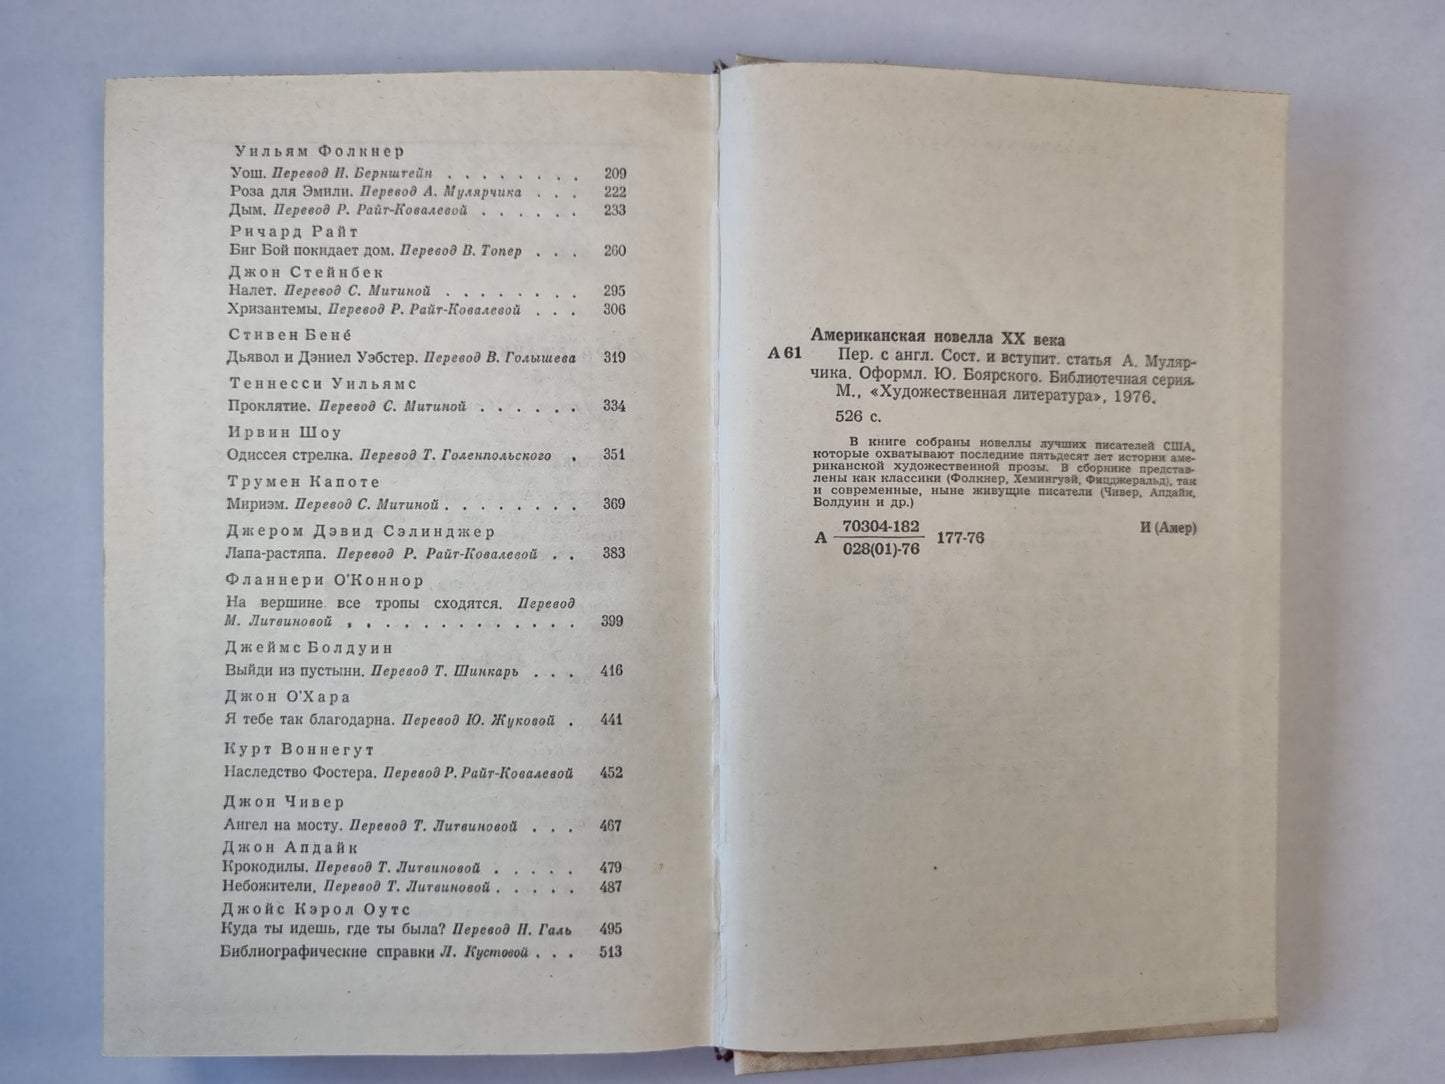 Уильям Фолкнер
Уош. Перевод И. Бернштейн . . . . . . . . 209
Роза для Эмили. Перевод А. Мулярчика . . . 222
Дым. Перевод Р. Райт-Ковалевой . . . . . . 233
Ричард Райт
Биг Бой покидает дом. Перевод В. Топер . . . 260
Джон Стейнбек
Налет. Перевод С. Митиной . . . . . . . . 295
Хризантемы. Перевод Р. Райт-Ковалевой . . . 306
Стивен Бене́
Дьявол и Дэниел Уэбстер. Перевод В. Голышева 319
Теннесси Уильямс
Проклятие. Перевод С. Митиной . . . . . . 334
Ирвин Шоу
Одиссея стрелка. Перевод Т. Голенпольского . 351
Трумен Капоте
Мириэм. Перевод С. Митиной . . . . . . . . 369
Джером Дэвид Сэлинджер
Лапа-растяпа. Перевод Р. Райт-Ковалевой . . 383
Фланнери О'Коннор
На вершине все тропы сходятся. Перевод
М. Литвиновой . . . . . . . . . . . . . 399
Джеймс Болдуин
Выйди из пустыни. Перевод Т. Шинкарь . . . 416
Джон О'Хара
Я тебе так благодарна. Перевод Ю. Жуковой . 441
Курт Воннегут
Наследство Фостера. Перевод Р. Райт-Ковалевой 452
Джон Чивер
Ангел на мосту. Перевод Т. Литвиновой . . . 467
Джон Апдайк
Крокодилы. Перевод Т. Литвиновой . . . . . 479
Небожители. Перевод Т. Литвиновой . . . . . 487
Джойс Кэрол Оутс
Куда ты идешь, где ты была? Перевод Н. Галь 495
Библиографические справки Л. Кустовой . . . 513
Американская новелла XX века
А 61 Пер. с англ. Сост. и вступит. статья А. Муляр-
чика. Оформл. Ю. Боярского. Библиотечная серия.
М., «Художественная литература», 1976.
526 с.
В книге собраны новеллы лучших писателей США,
которые охватывают последние пятьдесят лет истории аме-
риканской художественной прозы. В сборнике представ-
лены как классики (Фолкнер, Хемингуэй, Фицджеральд), так
и современные, ныне живущие писатели (Чивер, Апдайк,
Болдуин и др.)
А 70304-182 177-76 И (Амер)
028(01)-76